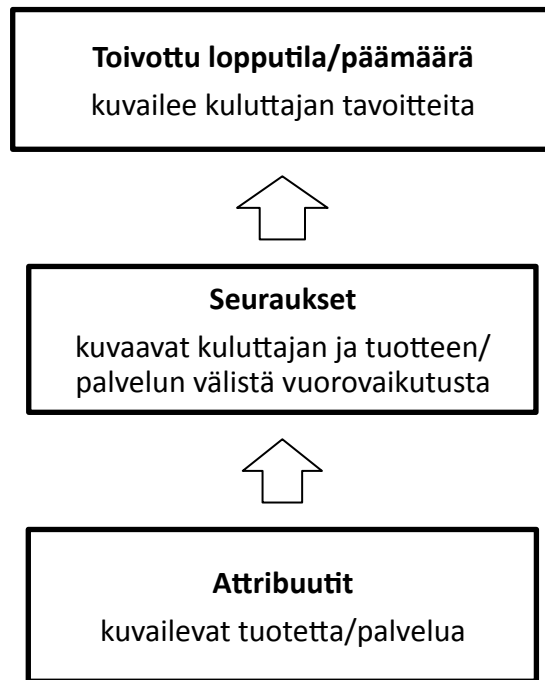 Toivottu lopputila/päämäärä
kuvailee kuluttajan tavoitteita
Seuraukset
kuvaavat kuluttajan ja tuotteen/
palvelun välistä vuorovaikutusta
Attribuutit
kuvailevat tuotetta/palvelua